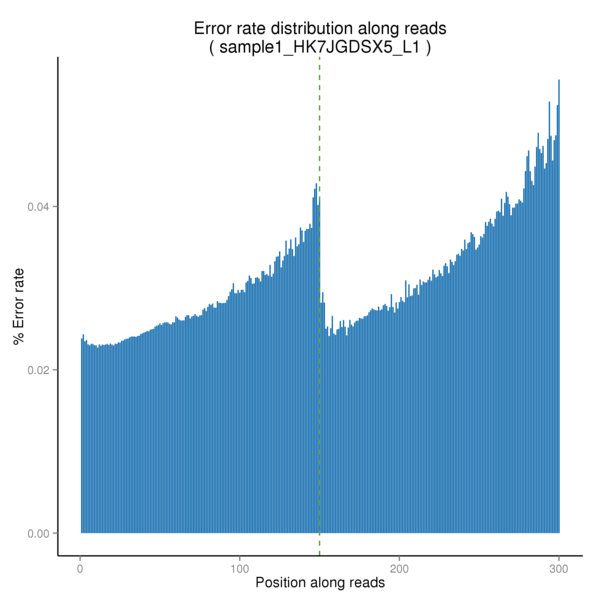 Error rate distribution along reads
( sample1_HK7JGDSX5_L1 )
% Error rate
0.04
0.02
0.00
0 100 200 300
Position along reads